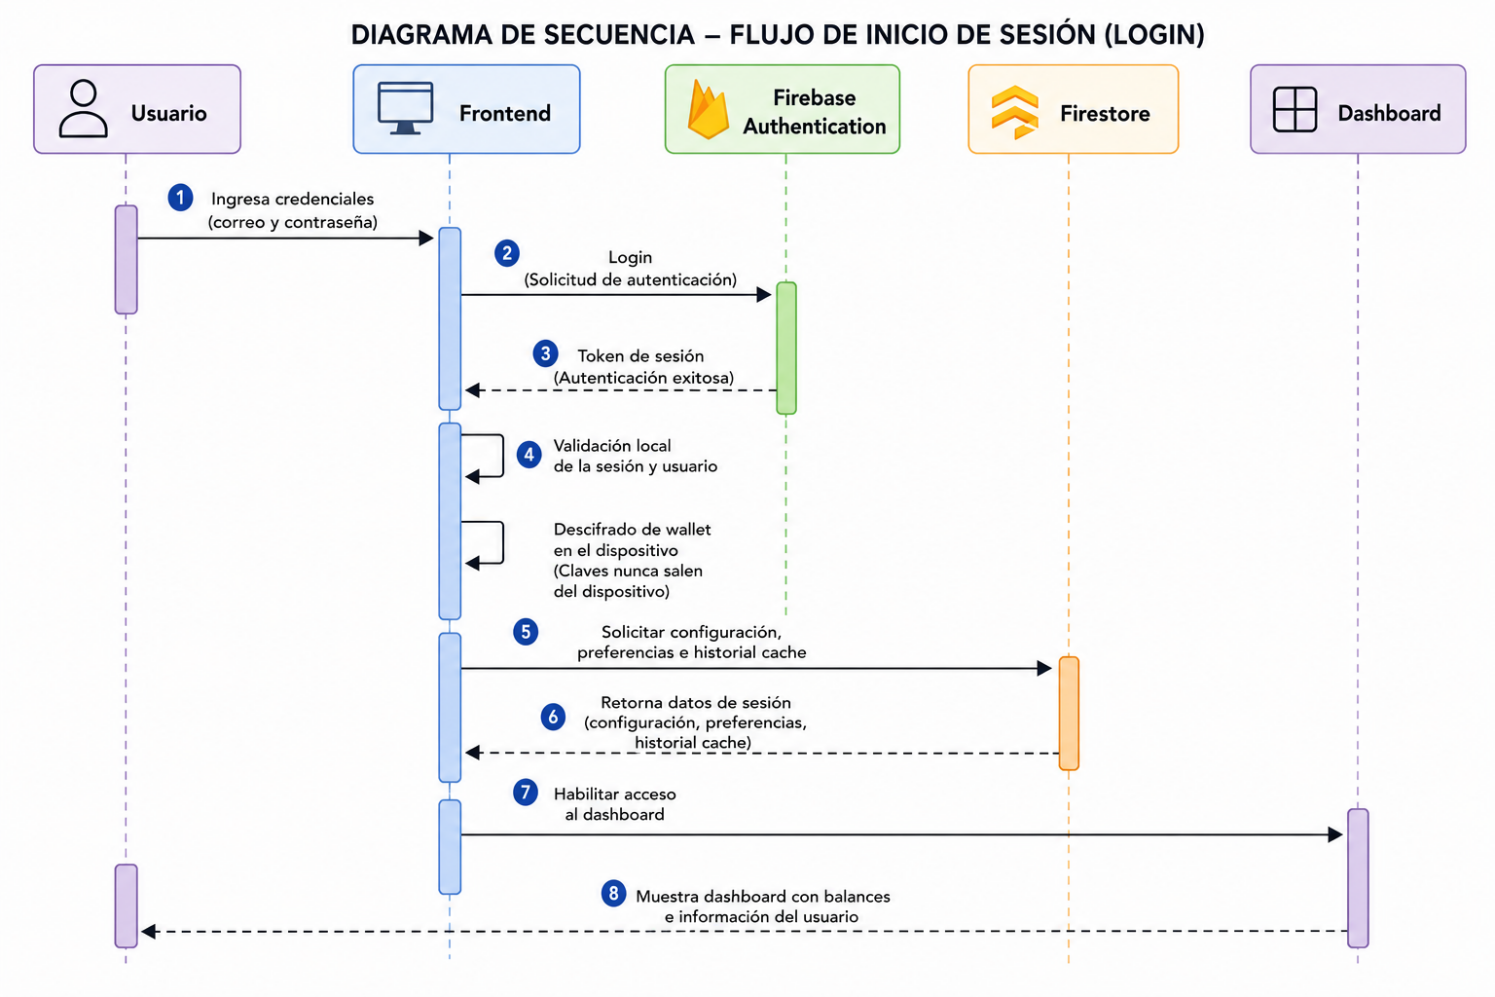 DIAGRAMA DE SECUENCIA – FLUJO DE INICIO DE SESIÓN (LOGIN)
Usuario
Frontend
Firebase
Authentication
Firestore
Dashboard
1
Ingresa credenciales
(correo y contraseña)
2
Login
(Solicitud de autenticación)
3
Token de sesión
(Autenticación exitosa)
4
Validación local
de la sesión y usuario
Descifrado de wallet
en el dispositivo
(Claves nunca salen
del dispositivo)
5
Solicitar configuración,
preferencias e historial cache
6
Retorna datos de sesión
(configuración, preferencias,
historial cache)
7
Habilitar acceso
al dashboard
8
Muestra dashboard con balances
e información del usuario